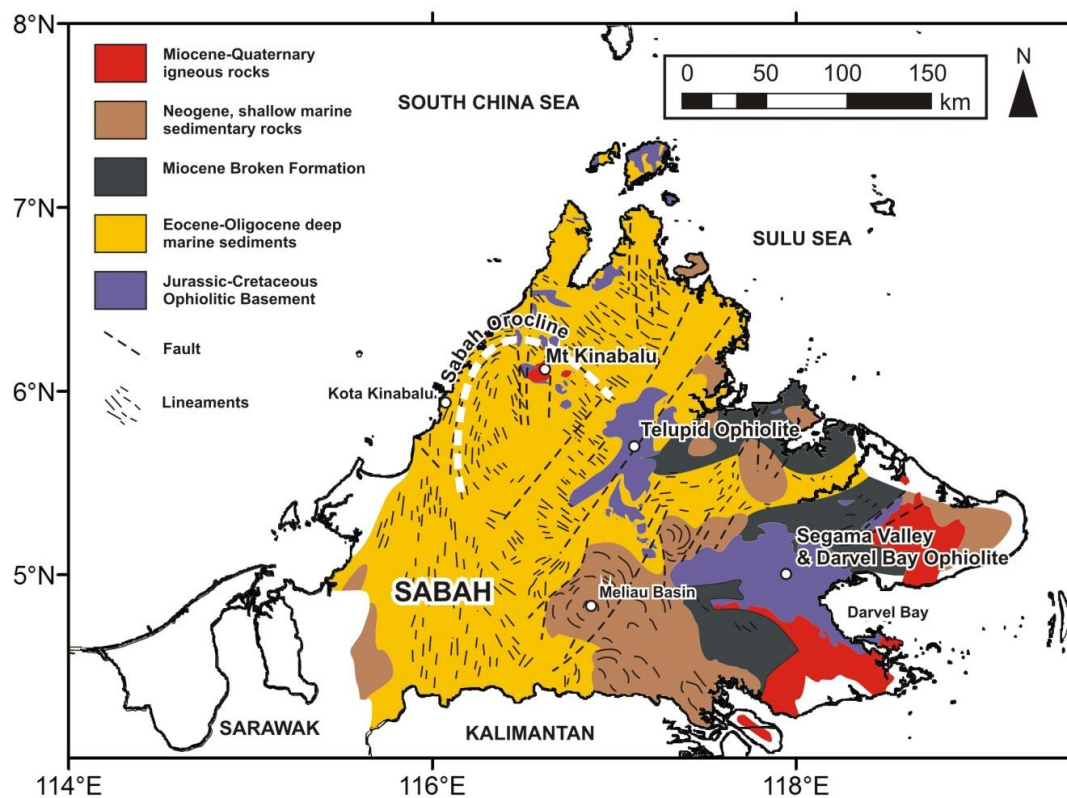 8°N
7°N
6°N
5°N
114°E
116°E
118°E
Miocene-Quaternary
igneous rocks
Neogene, shallow marine
sedimentary rocks
Miocene Broken Formation
Eocene-Oligocene deep
marine sediments
Jurassic-Cretaceous
Ophiolitic Basement
Fault
Lineaments
0 50 100 150
km
N
SOUTH CHINA SEA
SULU SEA
Sabah Orocline
Mt Kinabalu
Kota Kinabalu
Telupid Ophiolite
Segama Valley
& Darvel Bay Ophiolite
SABAH
Meliau Basin
Darvel Bay
SARAWAK
KALIMANTAN